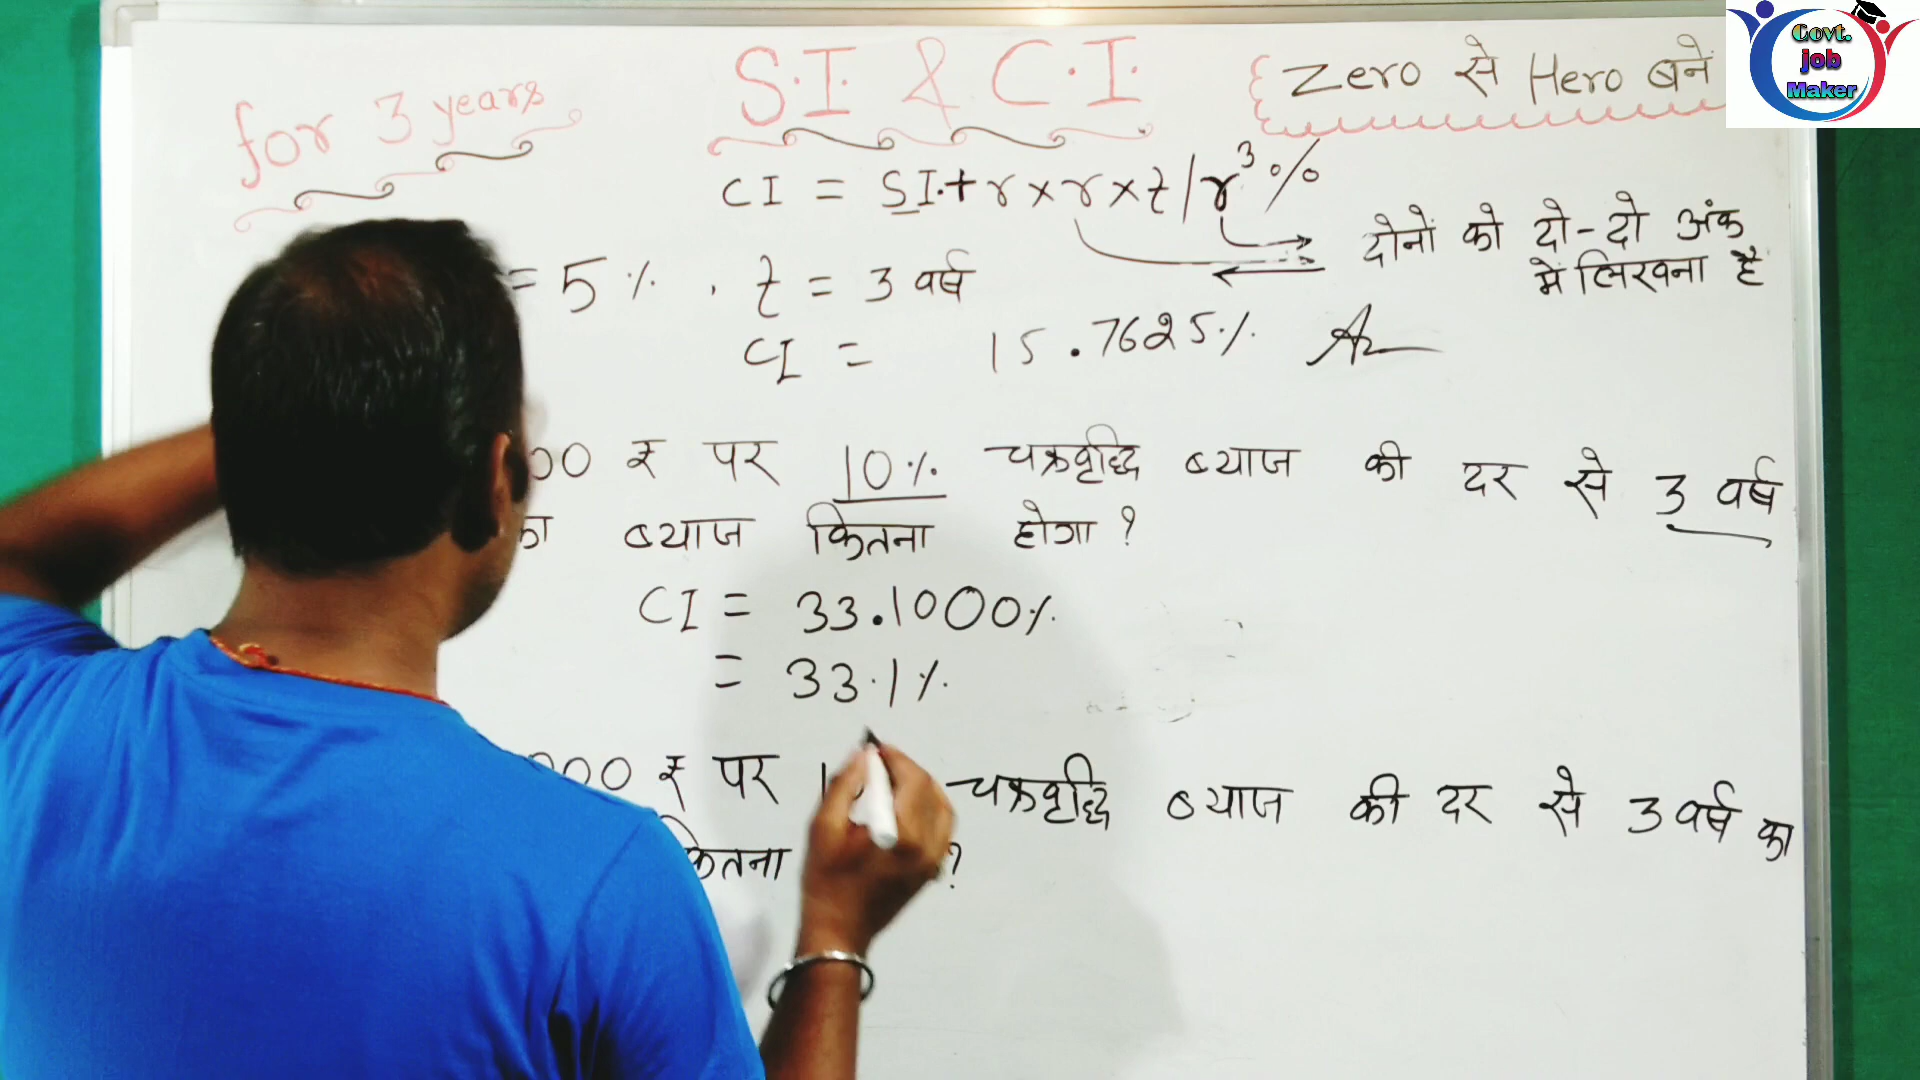 for 3 years
S.I. & C.I.
Zero से Hero बनें
Govt.
job
Maker
CI = SI.+ r × r × t / r³ %
दोनों को दो-दो अंक
में लिखना है
= 5 % , t = 3 वर्ष
CI = 15.7625%
00 ₹ पर 10% चक्रवृद्धि ब्याज की दर से 3 वर्ष
का ब्याज कितना होगा ?
CI = 33.1000%
= 33.1%
000 ₹ पर चक्रवृद्धि ब्याज की दर से 3 वर्ष का
कितना ?